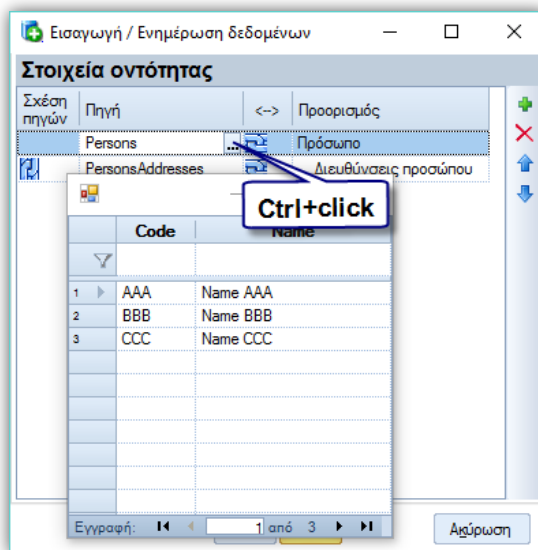 Εισαγωγή / Ενημέρωση δεδομένων
Στοιχεία οντότητας
Σχέση πηγών Πηγή <--> Προορισμός
Persons ... Πρόσωπο
PersonsAddresses Διευθύνσεις προσώπου
Ctrl+click
Code Name
1 AAA Name AAA
2 BBB Name BBB
3 CCC Name CCC
Εγγραφή: 1 από 3
Ακύρωση